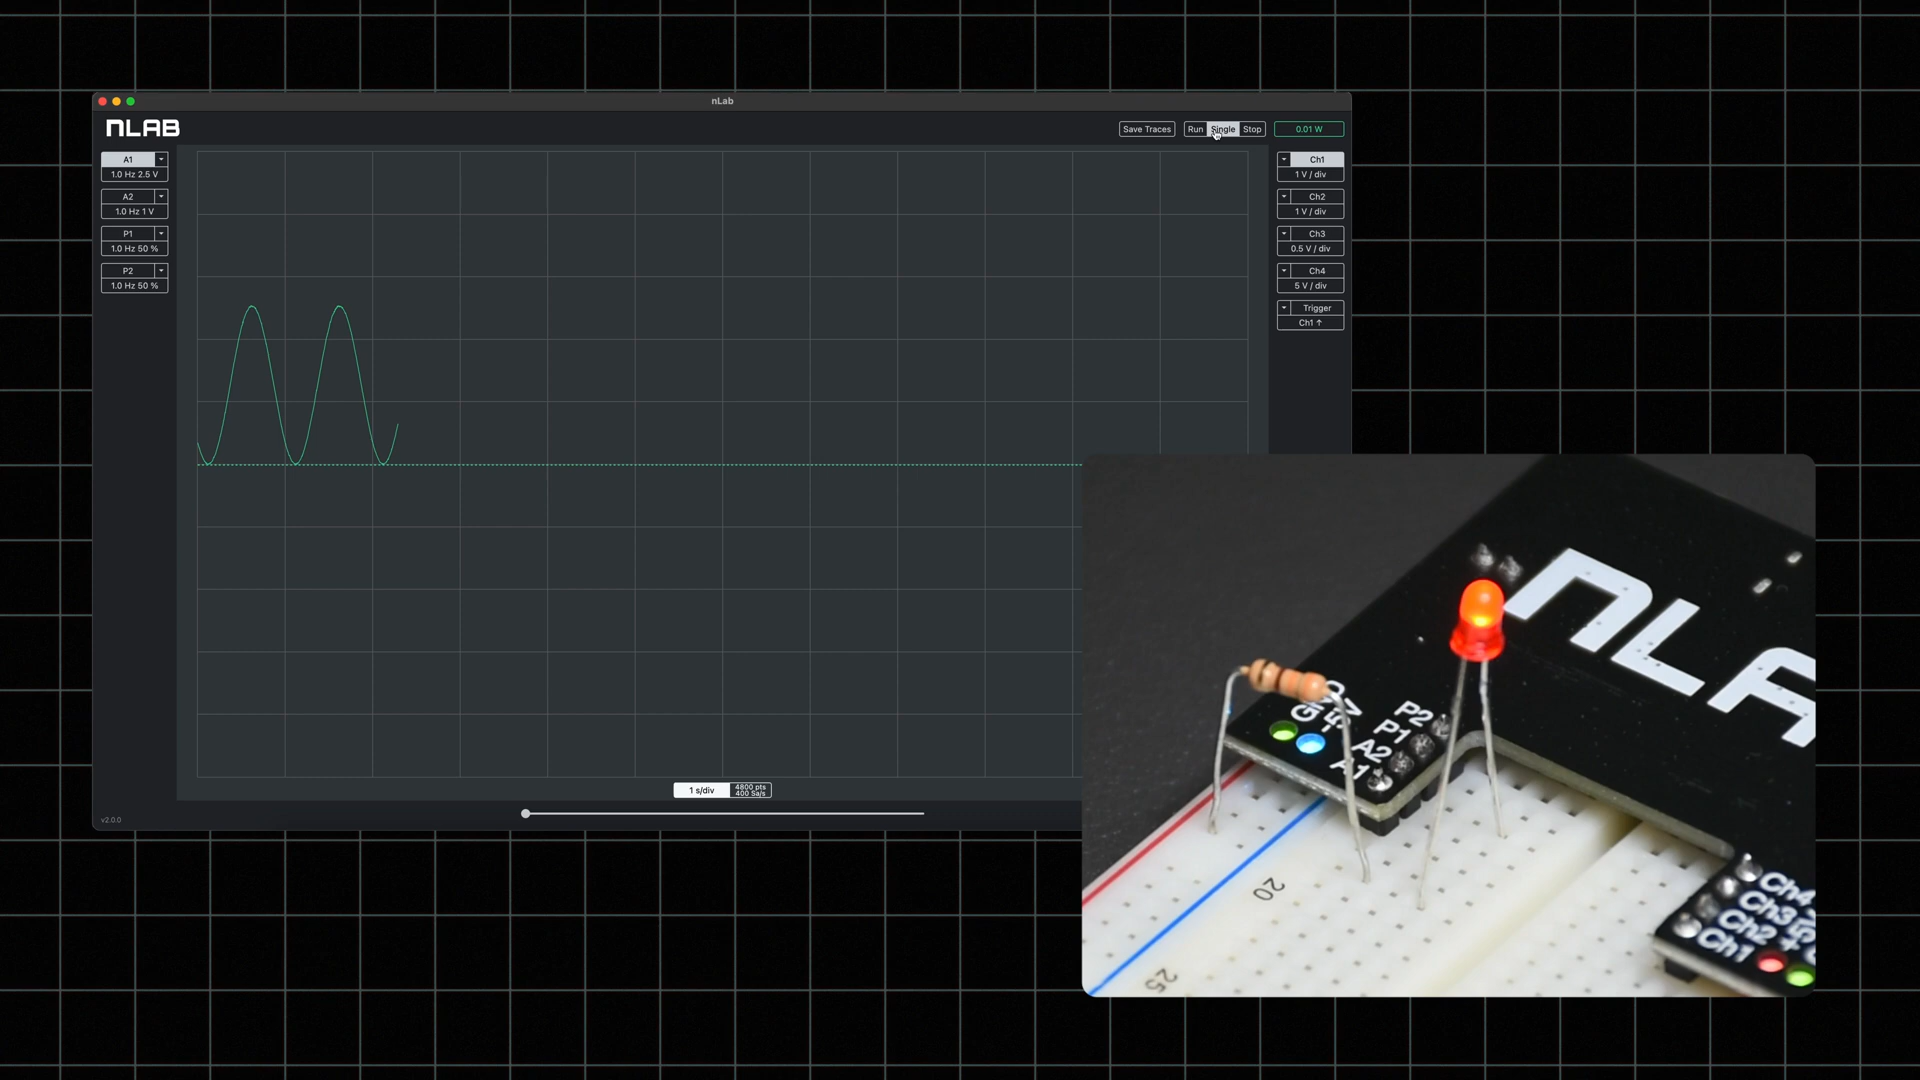 nLab
NLAB
Save Traces
Run
Single
Stop
0.01 W
A1
1.0 Hz 2.5 V
A2
1.0 Hz 1 V
P1
1.0 Hz 50 %
P2
1.0 Hz 50 %
Ch1
1 V / div
Ch2
1 V / div
Ch3
0.5 V / div
Ch4
5 V / div
Trigger
Ch1 ↑
1 s/div
4800 pts
400 Sa/s
v2.0.0
NLA
P2
P1
A2
A1
20
25
Ch4
Ch3
Ch2
Ch1